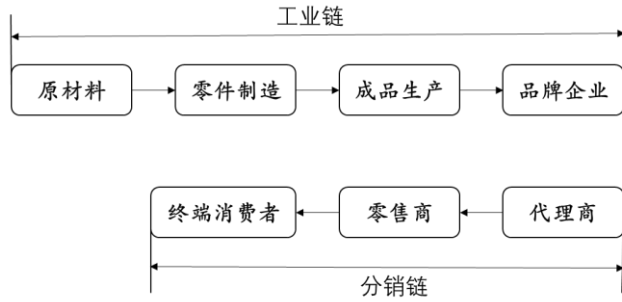 工业链
原材料
零件制造
成品生产
品牌企业
终端消费者
零售商
代理商
分销链